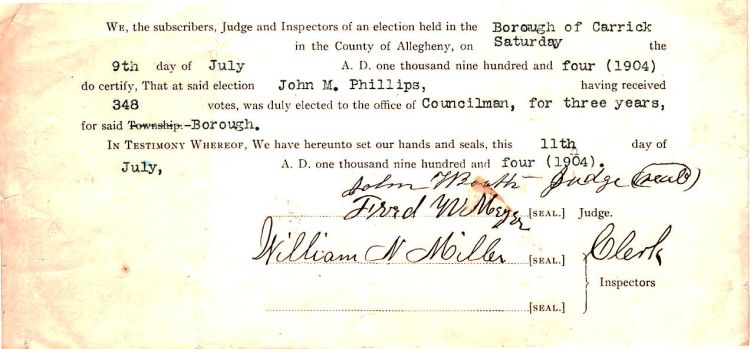 WE, the subscribers, Judge and Inspectors of an election held in the Borough of Carrick
in the County of Allegheny, on Saturday the
9th day of July A. D. one thousand nine hundred and four (1904)
do certify, That at said election John M. Phillips, having received
348 votes, was duly elected to the office of Councilman, for three years,
for said Township.-Borough.
IN TESTIMONY WHEREOF, We have hereunto set our hands and seals, this 11th day of
July, A. D. one thousand nine hundred and four (1904).
John Booth Judge (seal)
Fred W Meyer [SEAL.] Judge.
William N Miller [SEAL.] Clerk
Inspectors
[SEAL.]